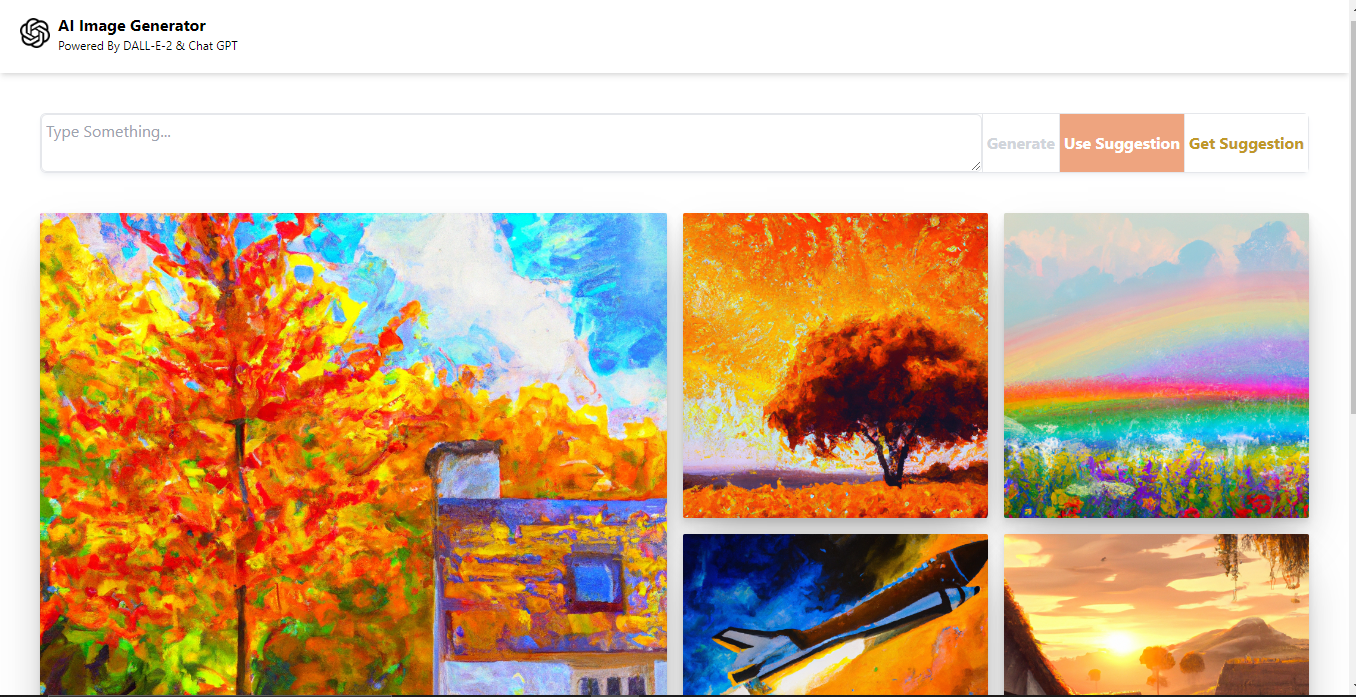 AI Image Generator
Powered By DALL-E-2 & Chat GPT
Type Something...
Generate
Use Suggestion
Get Suggestion